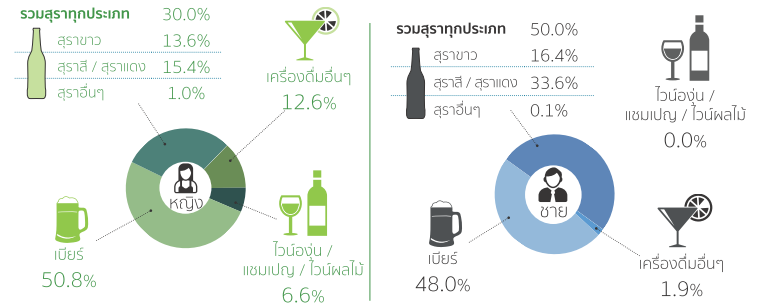 รวมสุราทุกประเภท 30.0%
สุราขาว 13.6%
สุราสี / สุราแดง 15.4%
สุราอื่นๆ 1.0%
เครื่องดื่มอื่นๆ
12.6%
หญิง
เบียร์
50.8%
ไวน์องุ่น /
แชมเปญ / ไวน์ผลไม้
6.6%
รวมสุราทุกประเภท 50.0%
สุราขาว 16.4%
สุราสี / สุราแดง 33.6%
สุราอื่นๆ 0.1%
ไวน์องุ่น /
แชมเปญ / ไวน์ผลไม้
0.0%
ชาย
เบียร์
48.0%
เครื่องดื่มอื่นๆ
1.9%